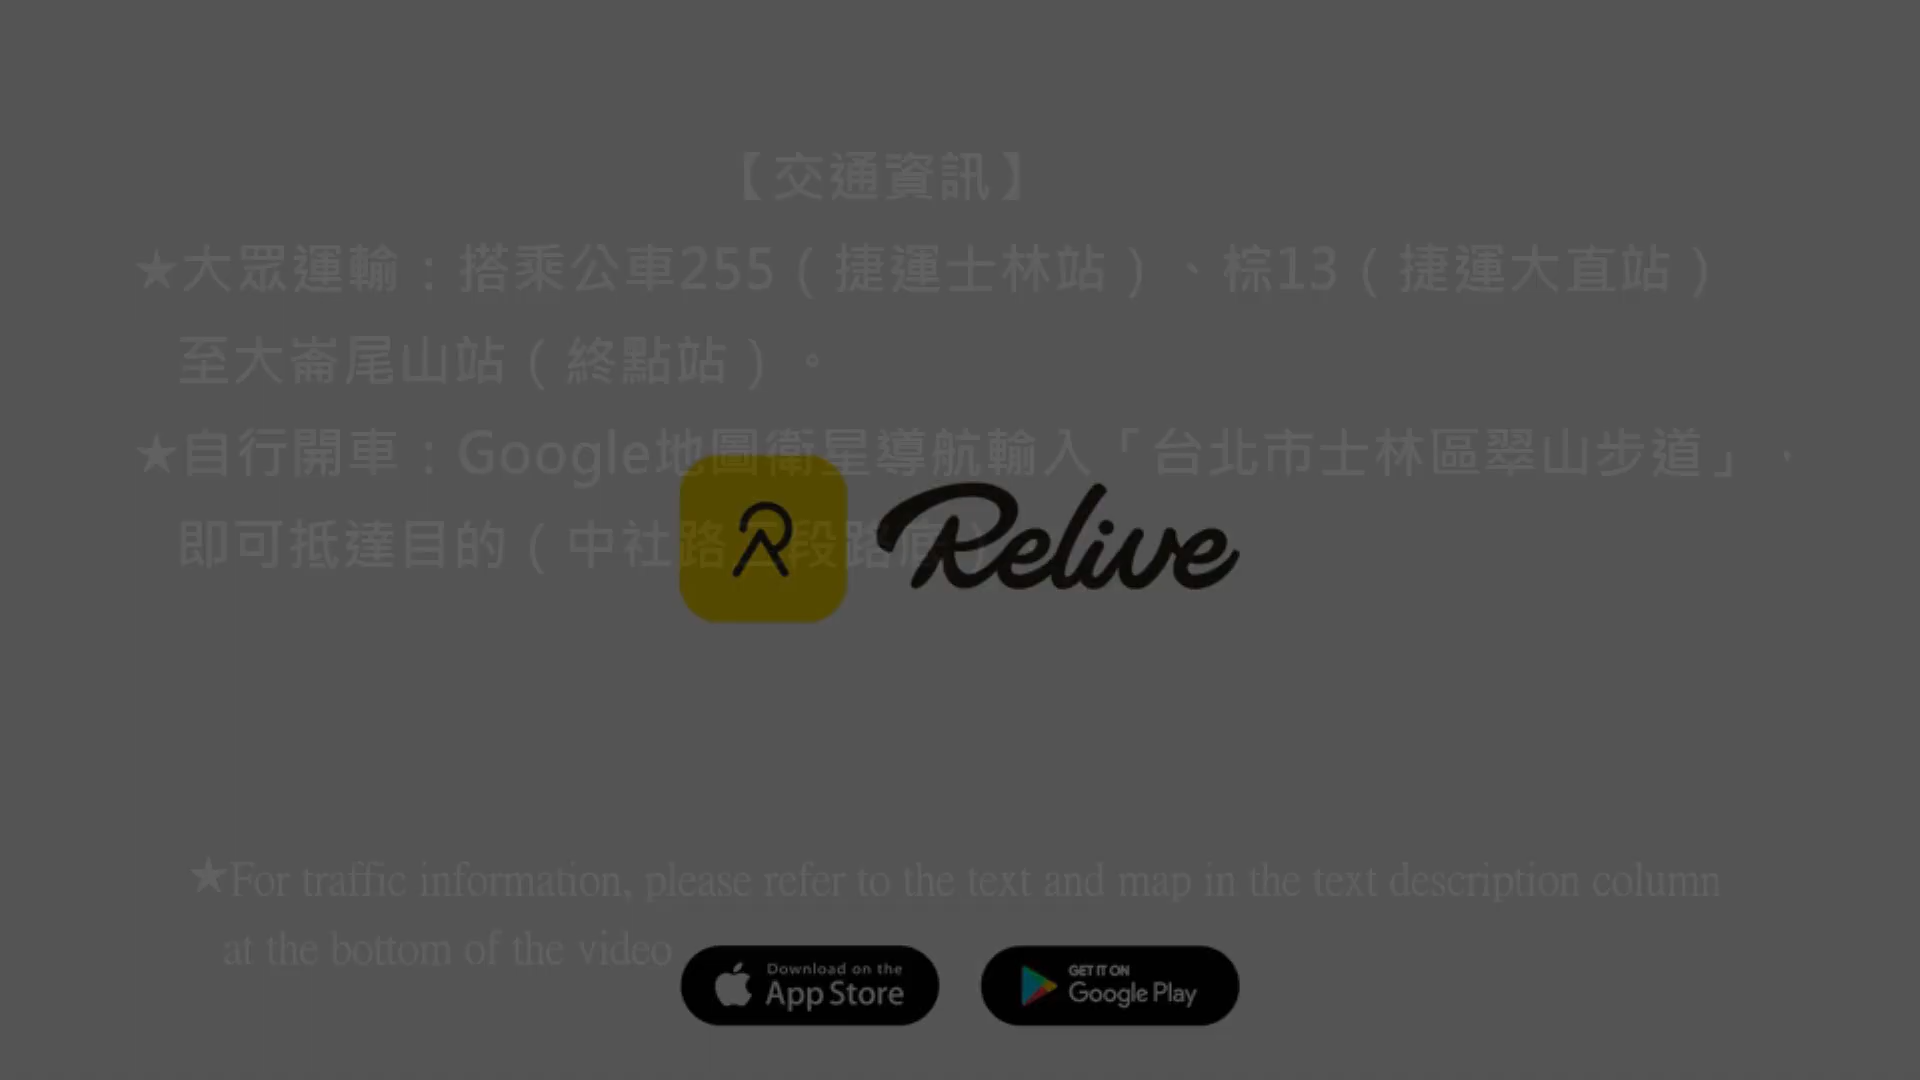 【交通資訊】
★大眾運輸：搭乘公車255（捷運士林站）、棕13（捷運大直站）
至大崙尾山站（終點站）。
★自行開車：Google地圖衛星導航輸入「台北市士林區翠山步道」，
即可抵達目的（中社路二段路底）
Relive
★For traffic information, please refer to the text and map in the text description column
at the bottom of the video
Download on the
App Store
GET IT ON
Google Play